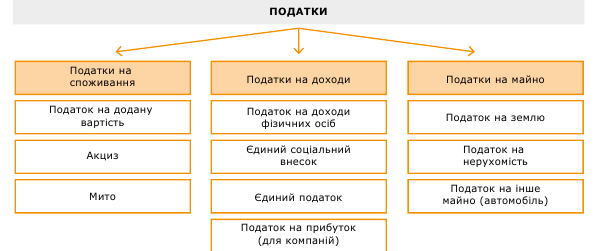 ПОДАТКИ
Податки на
споживання
Податок на додану
вартість
Акциз
Мито
Податки на доходи
Податок на доходи
фізичних осіб
Єдиний соціальний
внесок
Єдиний податок
Податок на прибуток
(для компаній)
Податки на майно
Податок на землю
Податок на
нерухомість
Податок на інше
майно (автомобіль)